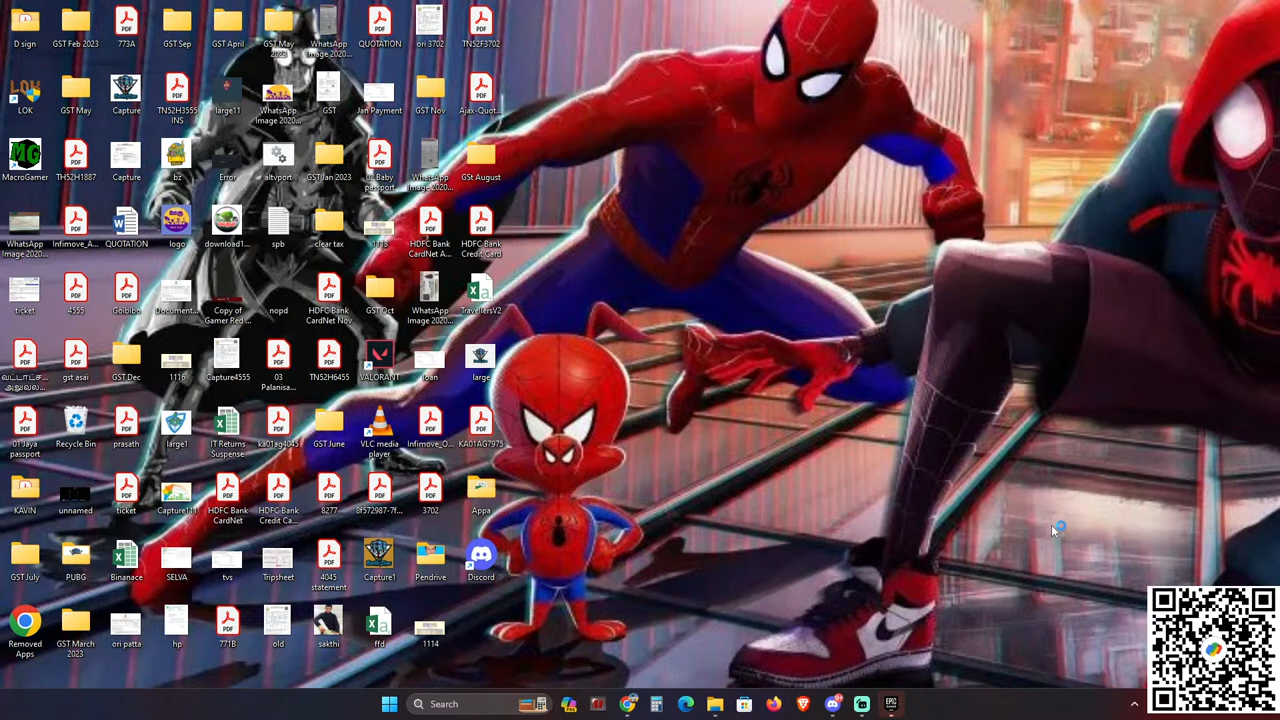 D sign
GST Feb 2023
773A
GST Sep
GST April
GST May 2023
WhatsApp Image 2020...
QUOTATION
ori 3702
TN52F3702
LOK
GST May
Capture
TN52H3555 INS
large11
WhatsApp Image 2020...
GST
Jan Payment
GST Nov
Ajax-Quot...
MacroGamer
TH52H1887
Capture
bz
Error
aitvport
GST Jan 2023
02 Baby passport
WhatsApp Image 2020...
GSt August
WhatsApp Image 2020...
Infimove_A...
QUOTATION
logo
download1...
spb
clear tax
1113
HDFC Bank CardNet A...
HDFC Bank Credit Card
ticket
4555
Goibibo
Document...
Copy of Gamer Red ...
nopd
HDFC Bank CardNet Nov
GST Oct
WhatsApp Image 2020...
TravellersV2
gst asai
GST Dec
1116
Capture4555
03 Palanisa...
TN52H6455
VALORANT
loan
large
01 Jaya passport
Recycle Bin
prasath
large1
IT Returns Suspense
ka01ag4045
GST June
VLC media player
Infimove_O...
KA01AG7975
KAVIN
unnamed
ticket
Capture111
HDFC Bank CardNet
HDFC Bank Credit Ca...
8277
8f572987-7f...
3702
Appa
GST July
PUBG
Binanace
SELVA
tvs
Tripsheet
4045 statement
Capture1
Pendrive
Discord
Removed Apps
GST March 2023
ori patta
hp
771B
old
sakthi
ffd
1114
Search